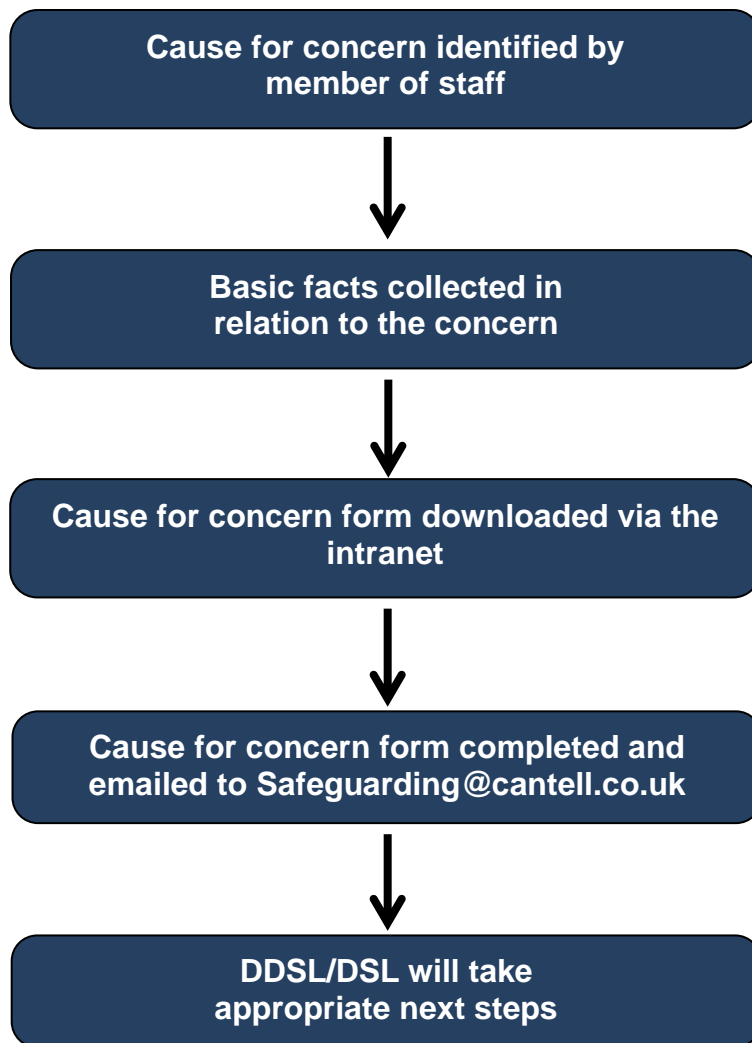 Cause for concern identified by
member of staff
Basic facts collected in
relation to the concern
Cause for concern form downloaded via the
intranet
Cause for concern form completed and
emailed to Safeguarding@cantell.co.uk
DDSL/DSL will take
appropriate next steps